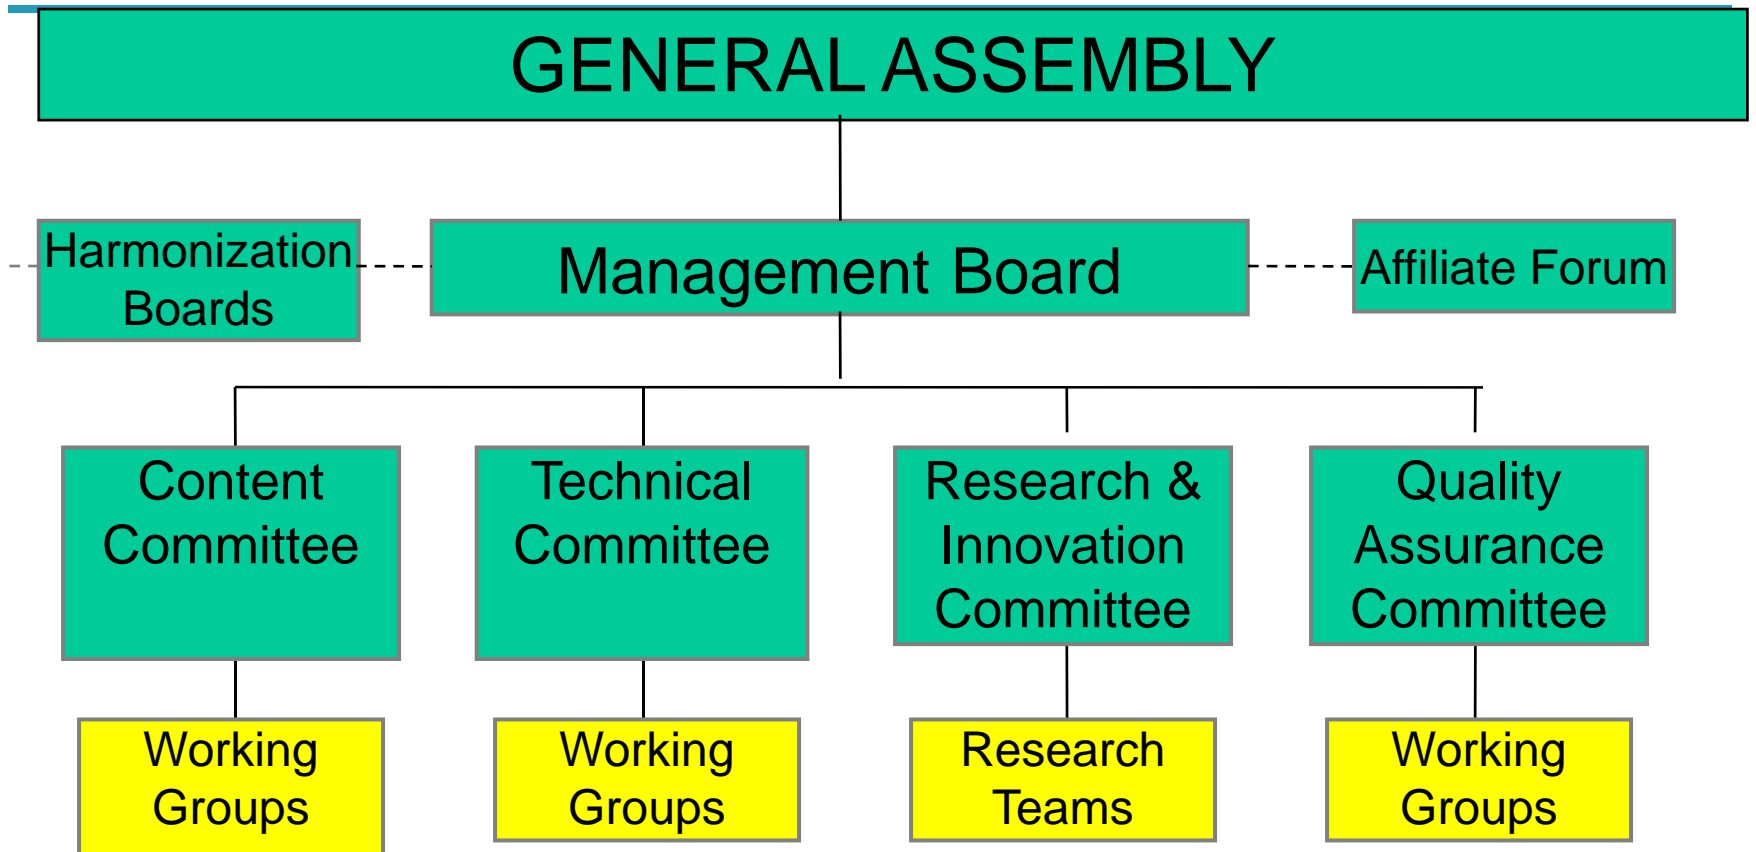 GENERAL ASSEMBLY
Harmonization
Boards
Management Board
Affiliate Forum
Content
Committee
Technical
Committee
Research &
Innovation
Committee
Quality
Assurance
Committee
Working
Groups
Working
Groups
Research
Teams
Working
Groups